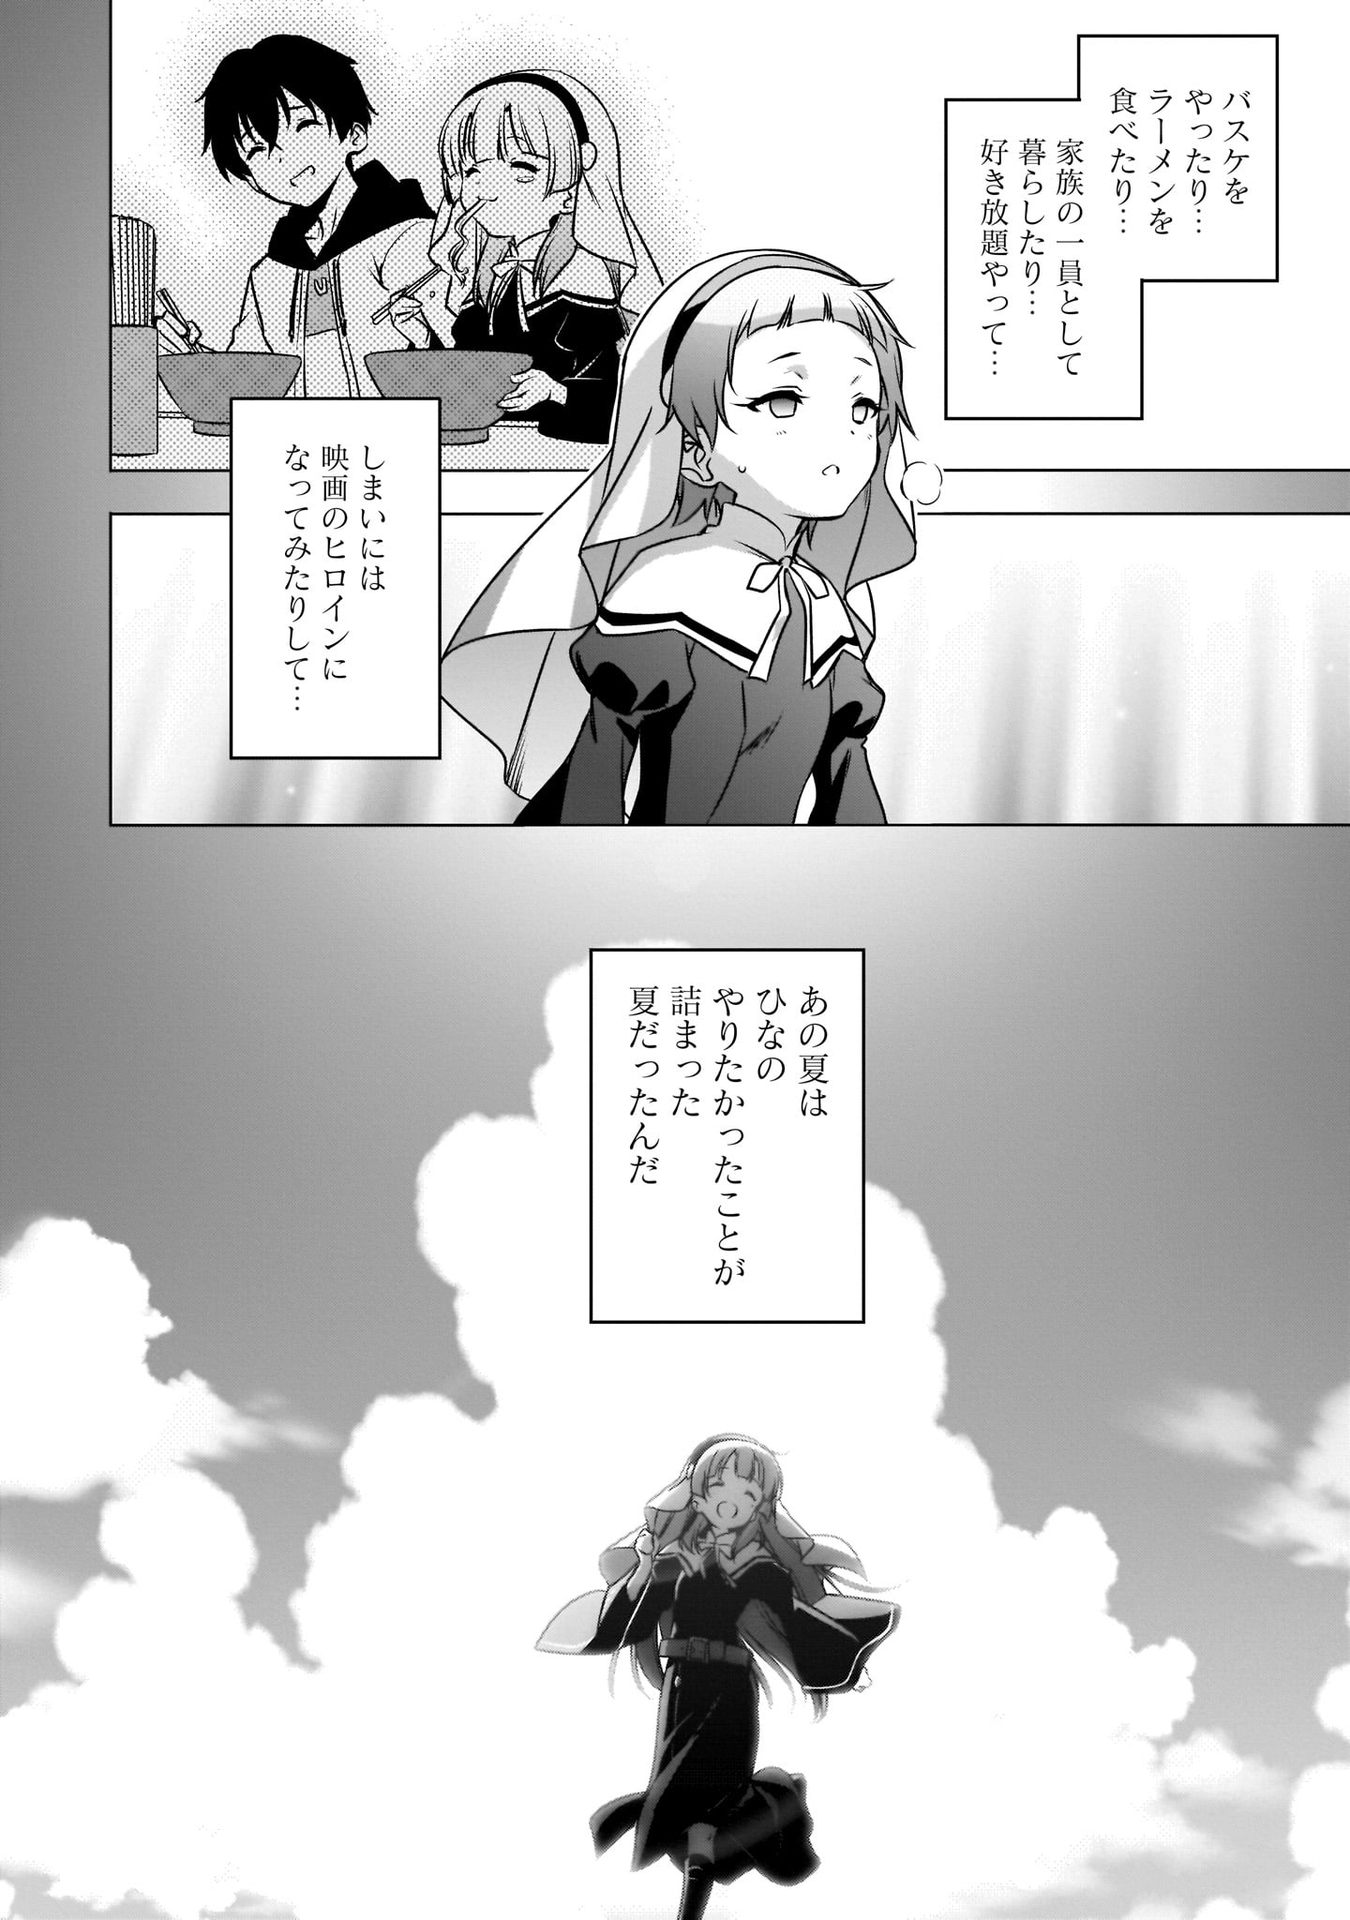 バスケを
やったり…
ラーメンを
食べたり…
家族の一員として
暮らしたり…
好き放題やって…
しまいには
映画のヒロインに
なってみたりして…
あの夏は
ひなの
やりたかったことが
詰まった
夏だったんだ